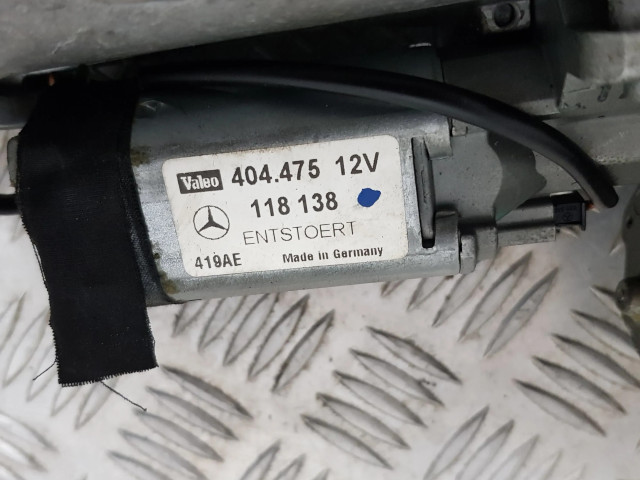 Valeo 404.475 12V
118 138
ENTSTOERT
419AE Made in Germany